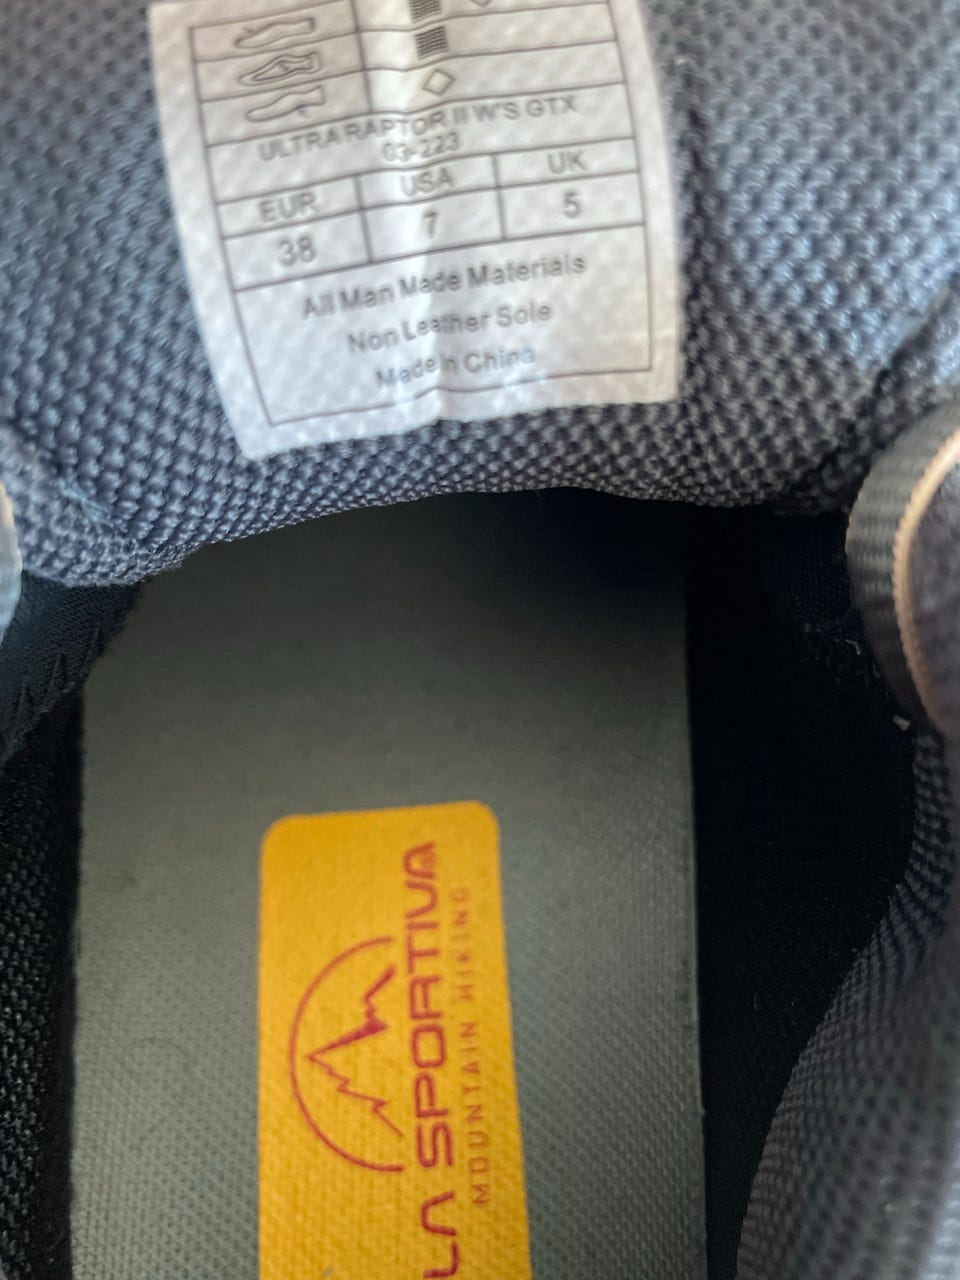 ULTRA RAPTOR II W'S GTX
03-223
EUR USA UK
38 7 5
All Man Made Materials
Non Leather Sole
Made in China
LA SPORTIVA
MOUNTAIN HIKING